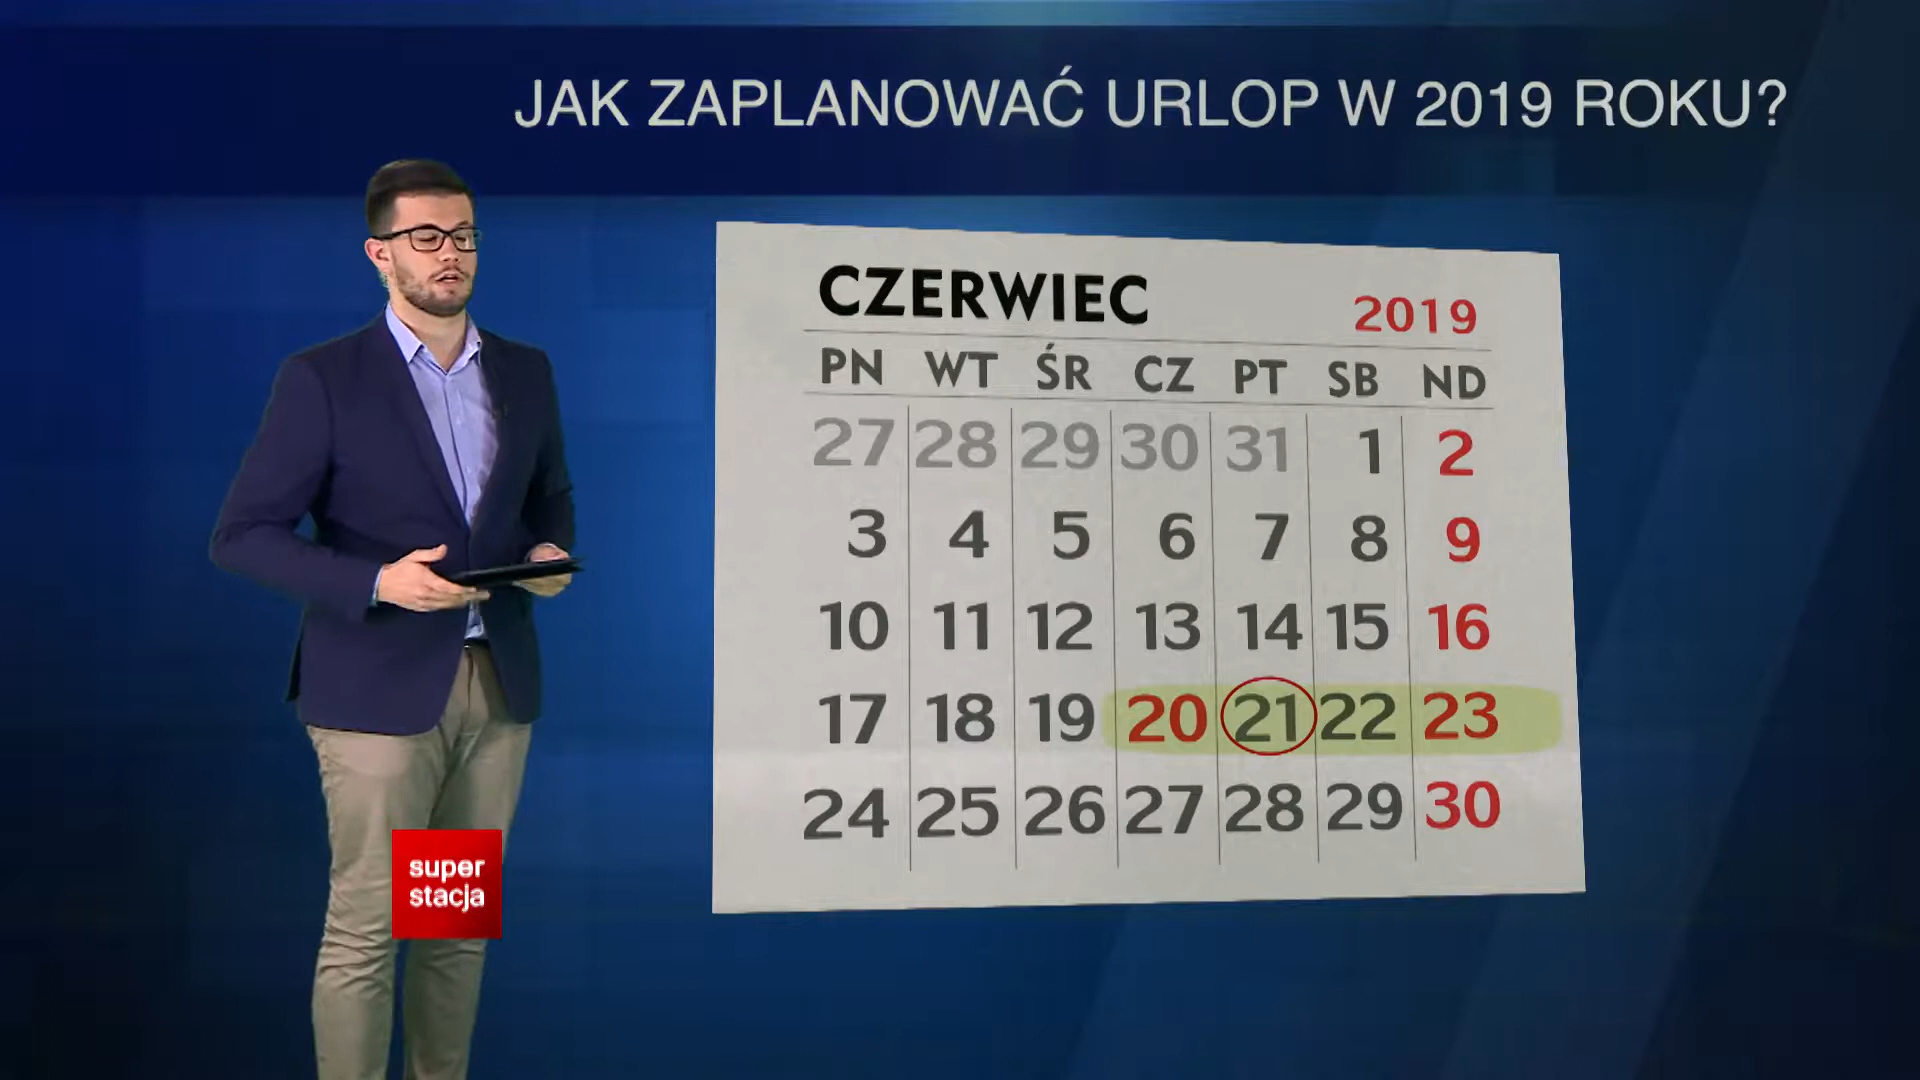 JAK ZAPLANOWAĆ URLOP W 2019 ROKU?
CZERWIEC 2019
PN WT ŚR CZ PT SB ND
27 28 29 30 31 1 2
3 4 5 6 7 8 9
10 11 12 13 14 15 16
17 18 19 20 21 22 23
24 25 26 27 28 29 30
super
stacja